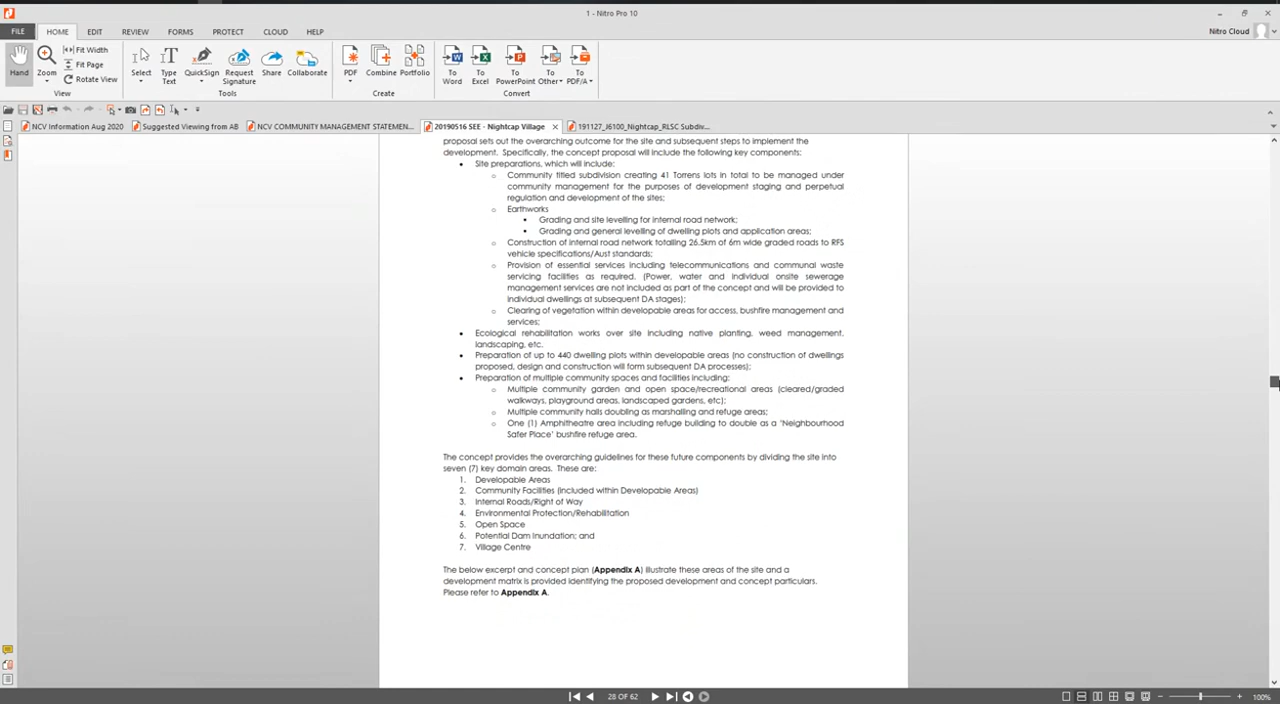 1 - Nitro Pro 10
FILE HOME EDIT REVIEW FORMS PROTECT CLOUD HELP
Nitro Cloud
Hand Zoom Fit Width Fit Page Rotate View
Select Type Text QuickSign Request Signature Share Collaborate
PDF Combine Portfolio
To Word To Excel To PowerPoint To Other To PDF/A
View Tools Create Convert
NCV Information Aug 2020 Suggested Viewing from AB NCV COMMUNITY MANAGEMENT STATEMEN... 20190516 SEE - Nightcap Village 191127_J6100_Nightcap_RLSC Subdiv...
proposal sets out the overarching outcome for the site and subsequent steps to implement the
development. Specifically, the concept proposal will include the following key components:
• Site preparations, which will include:
o Community titled subdivision creating 41 Torrens lots in total to be managed under
community management for the purposes of development staging and perpetual
regulation and development of the sites;
o Earthworks
▪ Grading and site levelling for internal road network;
▪ Grading and general levelling of dwelling plots and application areas;
o Construction of internal road network totalling 26.5km of 6m wide graded roads to RFS
vehicle specifications/Aust standards;
o Provision of essential services including telecommunications and communal waste
servicing facilities as required. (Power, water and individual onsite sewerage
management services are not included as part of the concept and will be provided to
individual dwellings at subsequent DA stages);
o Clearing of vegetation within developable areas for access, bushfire management and
services;
• Ecological rehabilitation works over site including native planting, weed management,
landscaping, etc.
• Preparation of up to 440 dwelling plots within developable areas (no construction of dwellings
proposed, design and construction will form subsequent DA processes);
• Preparation of multiple community spaces and facilities including:
o Multiple community garden and open space/recreational areas (cleared/graded
walkways, playground areas, landscaped gardens, etc);
o Multiple community halls doubling as marshalling and refuge areas;
o One (1) Amphitheatre area including refuge building to double as a 'Neighbourhood
Safer Place' bushfire refuge area.
The concept provides the overarching guidelines for these future components by dividing the site into
seven (7) key domain areas. These are:
1. Developable Areas
2. Community Facilities (included within Developable Areas)
3. Internal Roads/Right of Way
4. Environmental Protection/Rehabilitation
5. Open Space
6. Potential Dam Inundation; and
7. Village Centre
The below excerpt and concept plan (Appendix A) illustrate these areas of the site and a
development matrix is provided identifying the proposed development and concept particulars.
Please refer to Appendix A.
28 OF 62
100%